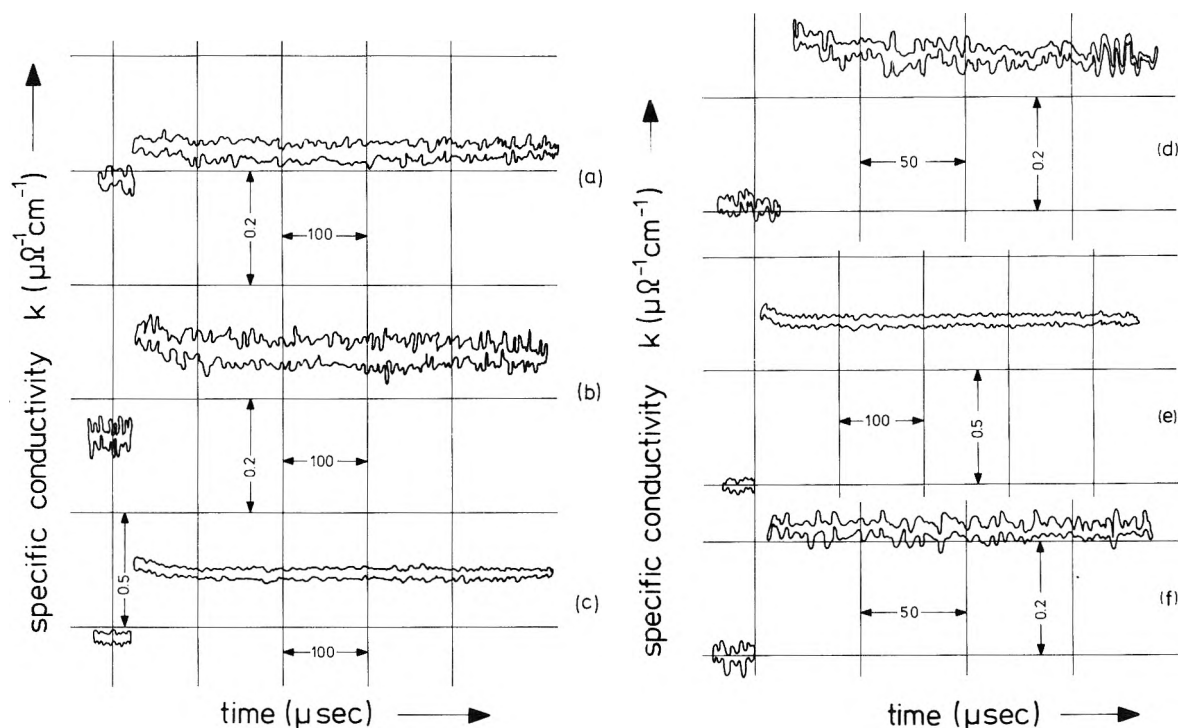 specific conductivity k (μΩ⁻¹cm⁻¹)
(a)
0.2
100
(b)
0.2
100
0.5
(c)
100
time (μsec)
specific conductivity k (μΩ⁻¹cm⁻¹)
(d)
50
0.2
(e)
100
0.5
(f)
50
0.2
time (μsec)